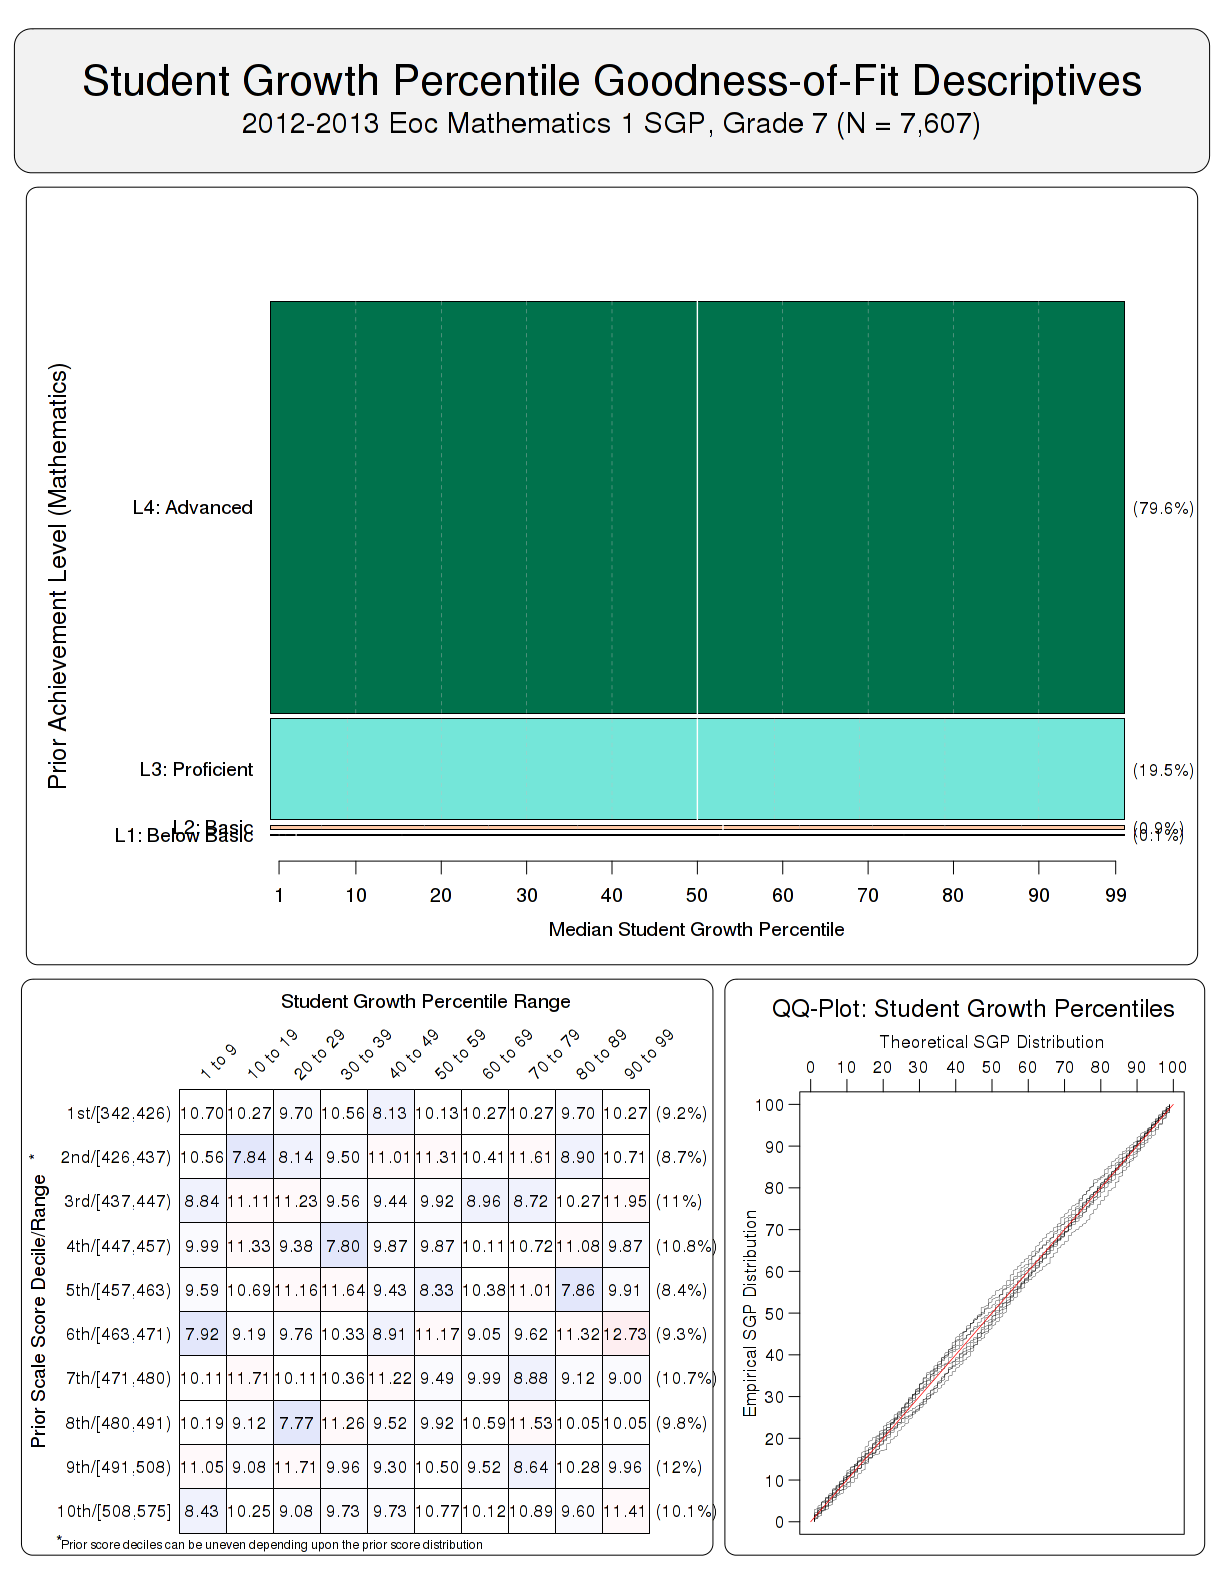 Student Growth Percentile Goodness-of-Fit Descriptives
2012-2013 Eoc Mathematics 1 SGP, Grade 7 (N = 7,607)
Prior Achievement Level (Mathematics)
L4: Advanced (79.6%)
L3: Proficient (19.5%)
L2: Basic (0.9%)
L1: Below Basic (0.1%)
1 10 20 30 40 50 60 70 80 90 99
Median Student Growth Percentile
Student Growth Percentile Range
1 to 9 10 to 19 20 to 29 30 to 39 40 to 49 50 to 59 60 to 69 70 to 79 80 to 89 90 to 99
Prior Scale Score Decile/Range *
1st/[342,426) 10.70 10.27 9.70 10.56 8.13 10.13 10.27 10.27 9.70 10.27 (9.2%)
2nd/[426,437) 10.56 7.84 8.14 9.50 11.01 11.31 10.41 11.61 8.90 10.71 (8.7%)
3rd/[437,447) 8.84 11.11 11.23 9.56 9.44 9.92 8.96 8.72 10.27 11.95 (11%)
4th/[447,457) 9.99 11.33 9.38 7.80 9.87 9.87 10.11 10.72 11.08 9.87 (10.8%)
5th/[457,463) 9.59 10.69 11.16 11.64 9.43 8.33 10.38 11.01 7.86 9.91 (8.4%)
6th/[463,471) 7.92 9.19 9.76 10.33 8.91 11.17 9.05 9.62 11.32 12.73 (9.3%)
7th/[471,480) 10.11 11.71 10.11 10.36 11.22 9.49 9.99 8.88 9.12 9.00 (10.7%)
8th/[480,491) 10.19 9.12 7.77 11.26 9.52 9.92 10.59 11.53 10.05 10.05 (9.8%)
9th/[491,508) 11.05 9.08 11.71 9.96 9.30 10.50 9.52 8.64 10.28 9.96 (12%)
10th/[508,575] 8.43 10.25 9.08 9.73 9.73 10.77 10.12 10.89 9.60 11.41 (10.1%)
*Prior score deciles can be uneven depending upon the prior score distribution
QQ-Plot: Student Growth Percentiles
Theoretical SGP Distribution
0 10 20 30 40 50 60 70 80 90 100
Empirical SGP Distribution
100
90
80
70
60
50
40
30
20
10
0